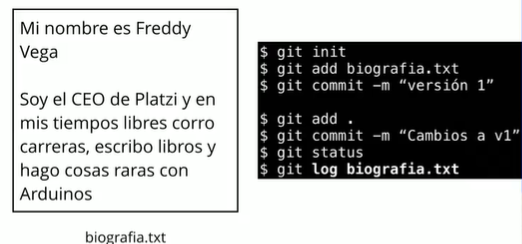 Mi nombre es Freddy
Vega
Soy el CEO de Platzi y en
mis tiempos libres corro
carreras, escribo libros y
hago cosas raras con
Arduinos
biografia.txt
$ git init
$ git add biografia.txt
$ git commit -m “versión 1”
$ git add .
$ git commit -m “Cambios a v1”
$ git status
$ git log biografia.txt